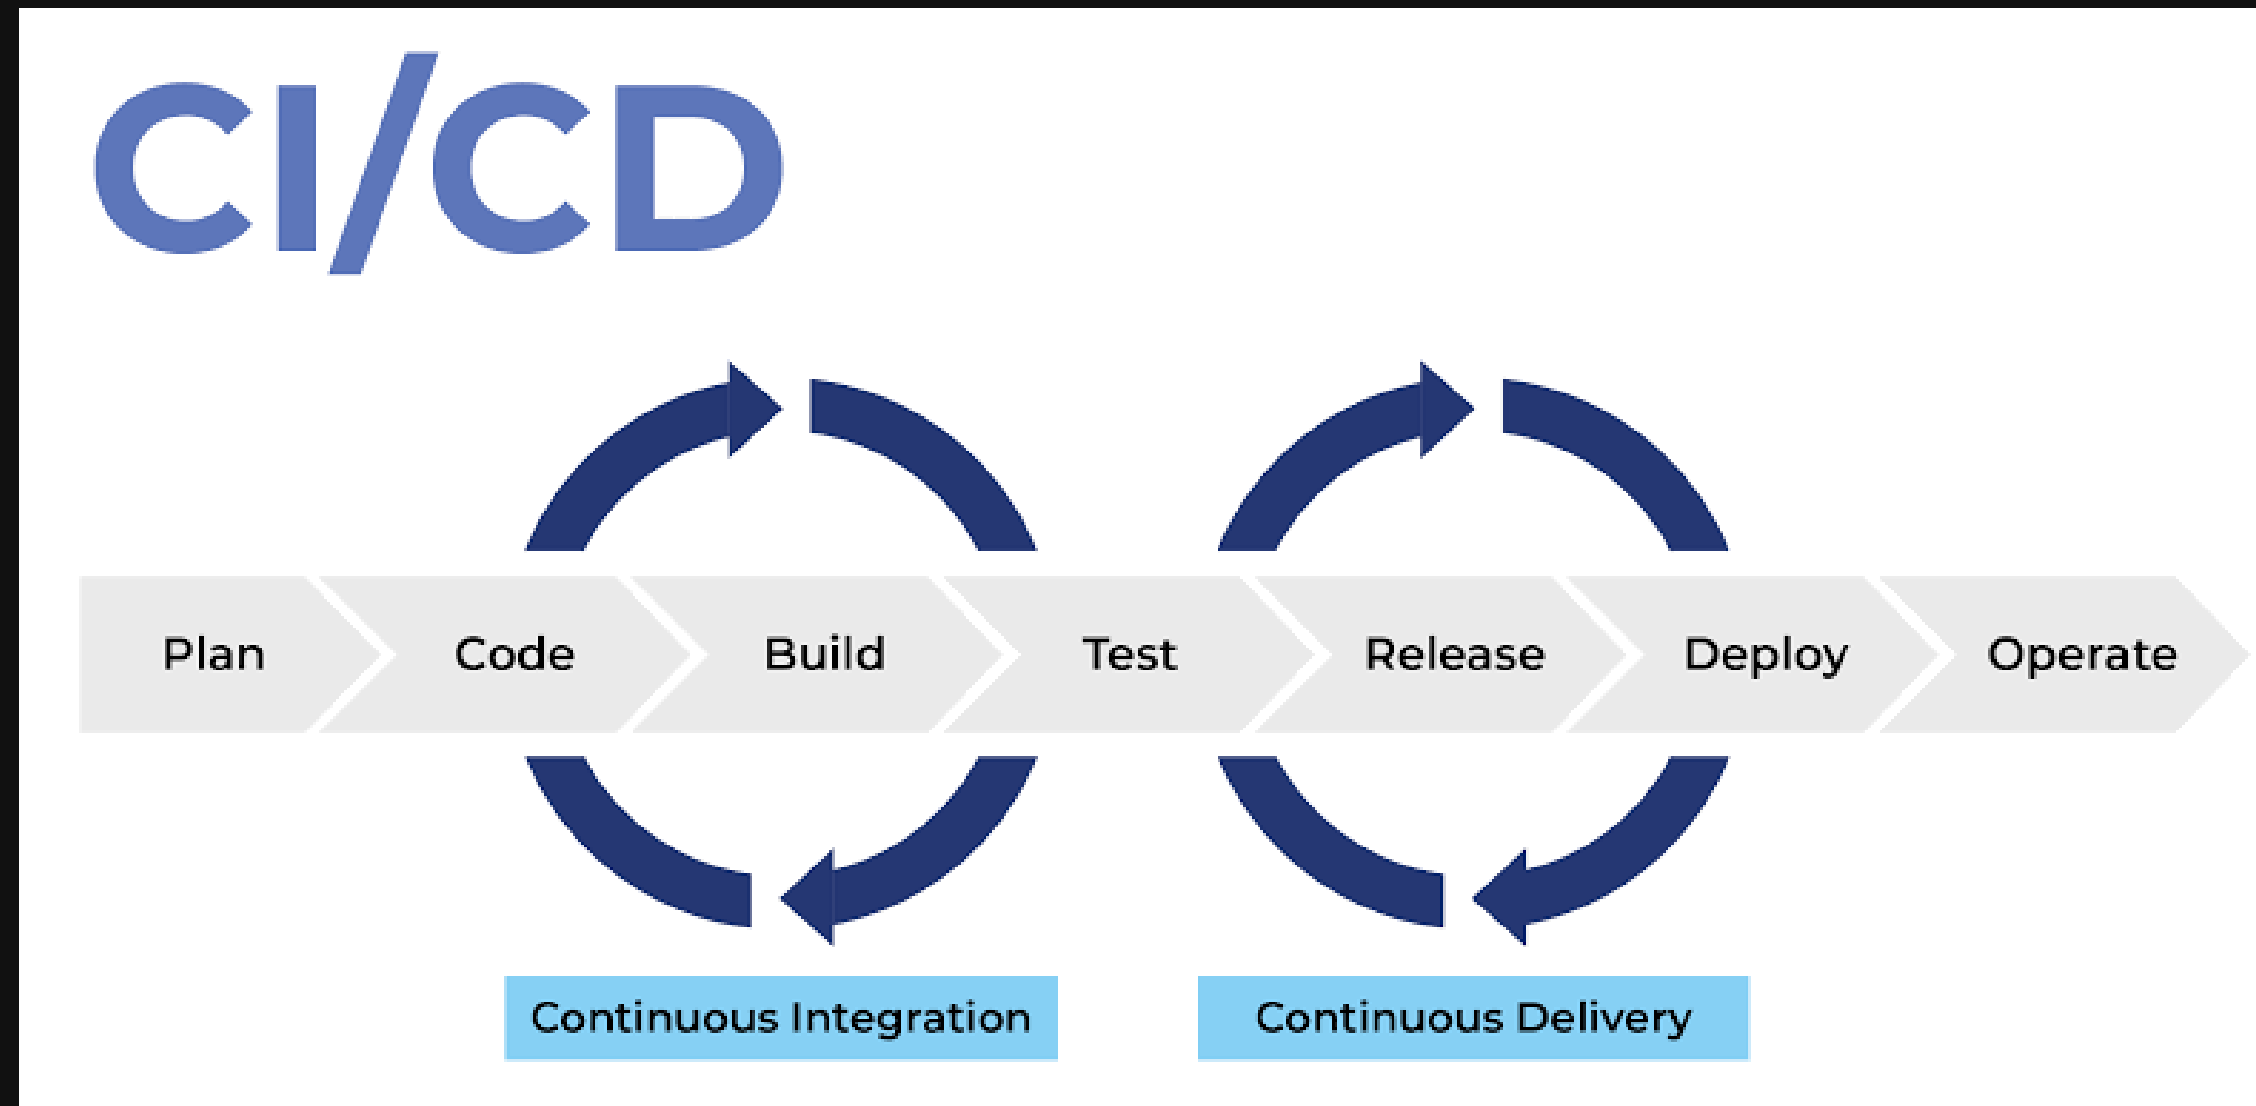 CI/CD
Plan Code Build Test Release Deploy Operate
Continuous Integration Continuous Delivery